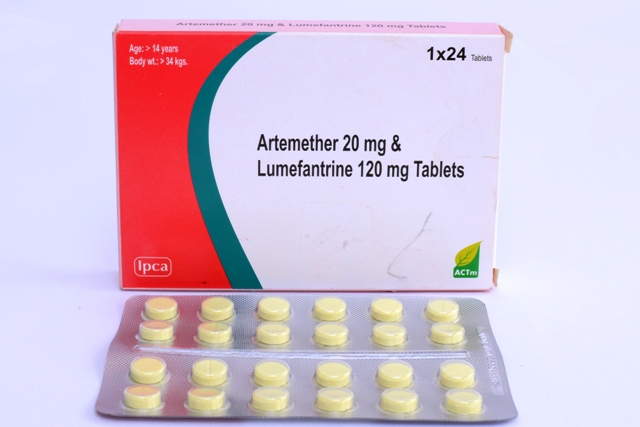 Artemether 20 mg & Lumefantrine 120 mg Tablets
Age: > 14 years
Body wt.: > 34 kgs.
1x24 Tablets
Artemether 20 mg &
Lumefantrine 120 mg Tablets
Ipca
ACTm